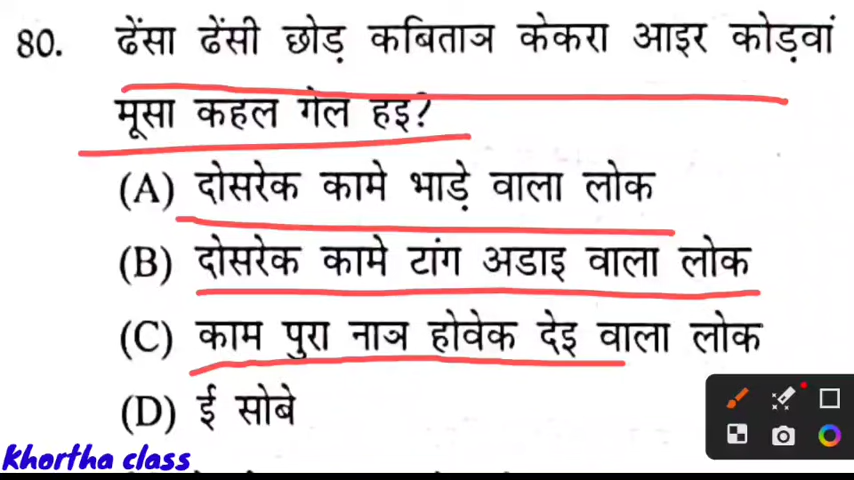 80. ढेंसा ढेंसी छोड़ कबिताञ केकरा आइर कोड़वां
मूसा कहल गेल हइ?
(A) दोसरेक कामे भाड़े वाला लोक
(B) दोसरेक कामे टांग अडाइ वाला लोक
(C) काम पुरा नाञ होवेक देइ वाला लोक
(D) ई सोबे
Khortha class